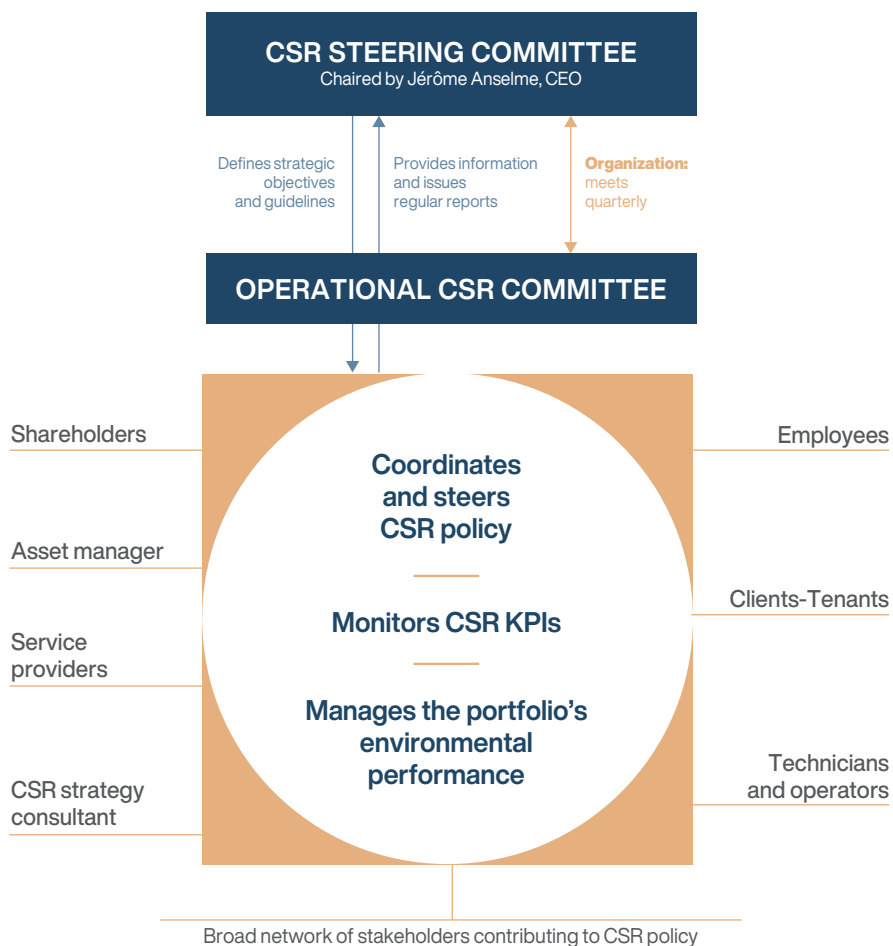 CSR STEERING COMMITTEE
Chaired by Jérôme Anselme, CEO
Defines strategic
objectives
and guidelines
Provides information
and issues
regular reports
Organization:
meets
quarterly
OPERATIONAL CSR COMMITTEE
Shareholders
Asset manager
Service
providers
CSR strategy
consultant
Coordinates
and steers
CSR policy
Monitors CSR KPIs
Manages the portfolio’s
environmental
performance
Employees
Clients-Tenants
Technicians
and operators
Broad network of stakeholders contributing to CSR policy